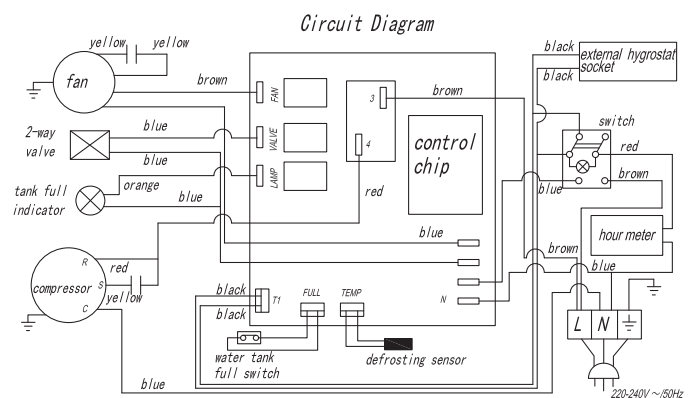 Circuit Diagram
yellow
yellow
fan
brown
FAN
3
brown
black
black
external hygrostat
socket
2-way
valve
blue
VALVE
blue
4
control
chip
switch
red
brown
blue
tank full
indicator
orange
LAMP
blue
red
blue
hour meter
brown
blue
compressor
R
S
C
red
yellow
black
black
T1
FULL
TEMP
N
L
N
water tank
full switch
defrosting sensor
blue
220-240V ~/50Hz